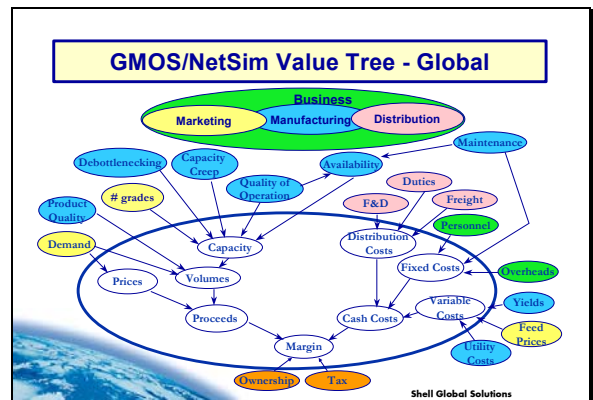 GMOS/NetSim Value Tree - Global
Business
Marketing
Manufacturing
Distribution
Debottlenecking
Capacity
Creep
Availability
Maintenance
Quality of
Operation
Duties
# grades
F&D
Freight
Product
Quality
Personnel
Demand
Capacity
Distribution
Costs
Fixed Costs
Overheads
Prices
Volumes
Variable
Costs
Yields
Proceeds
Cash Costs
Feed
Prices
Margin
Utility
Costs
Ownership
Tax
Shell Global Solutions